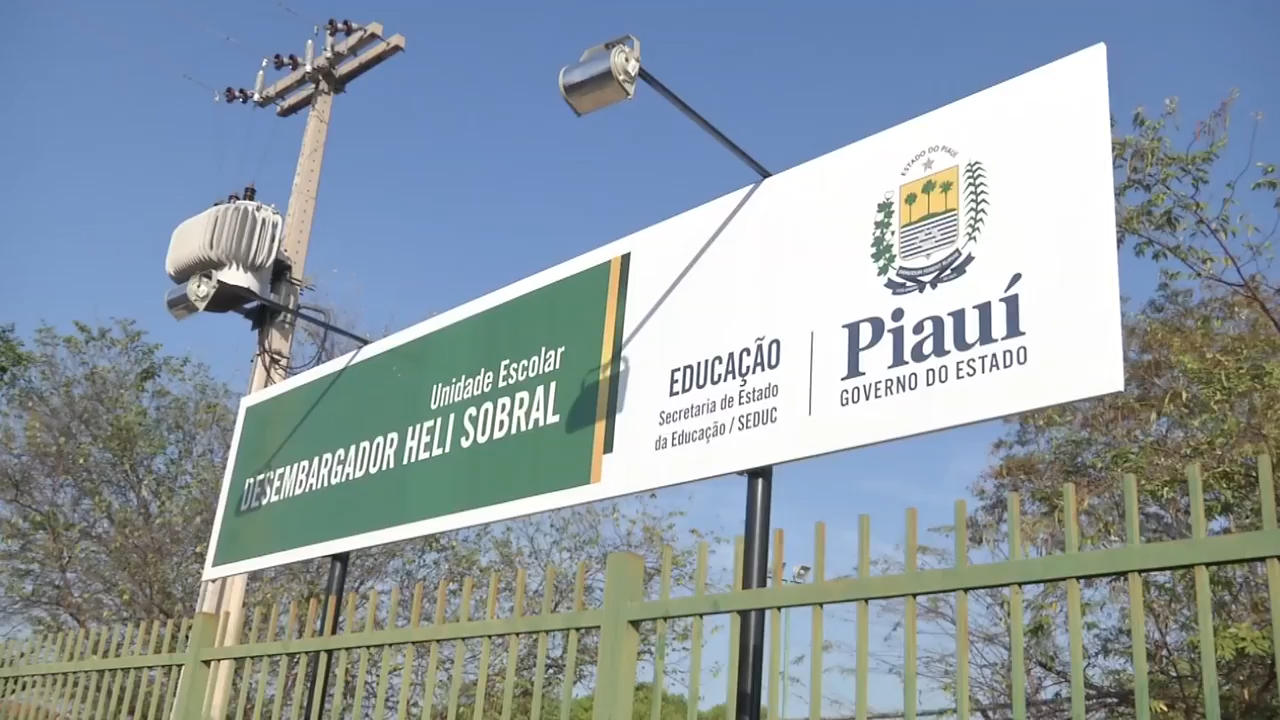 Unidade Escolar
DESEMBARGADOR HELI SOBRAL
EDUCAÇÃO
Secretaria de Estado
da Educação / SEDUC
ESTADO DO PIAUÍ
Piauí
GOVERNO DO ESTADO